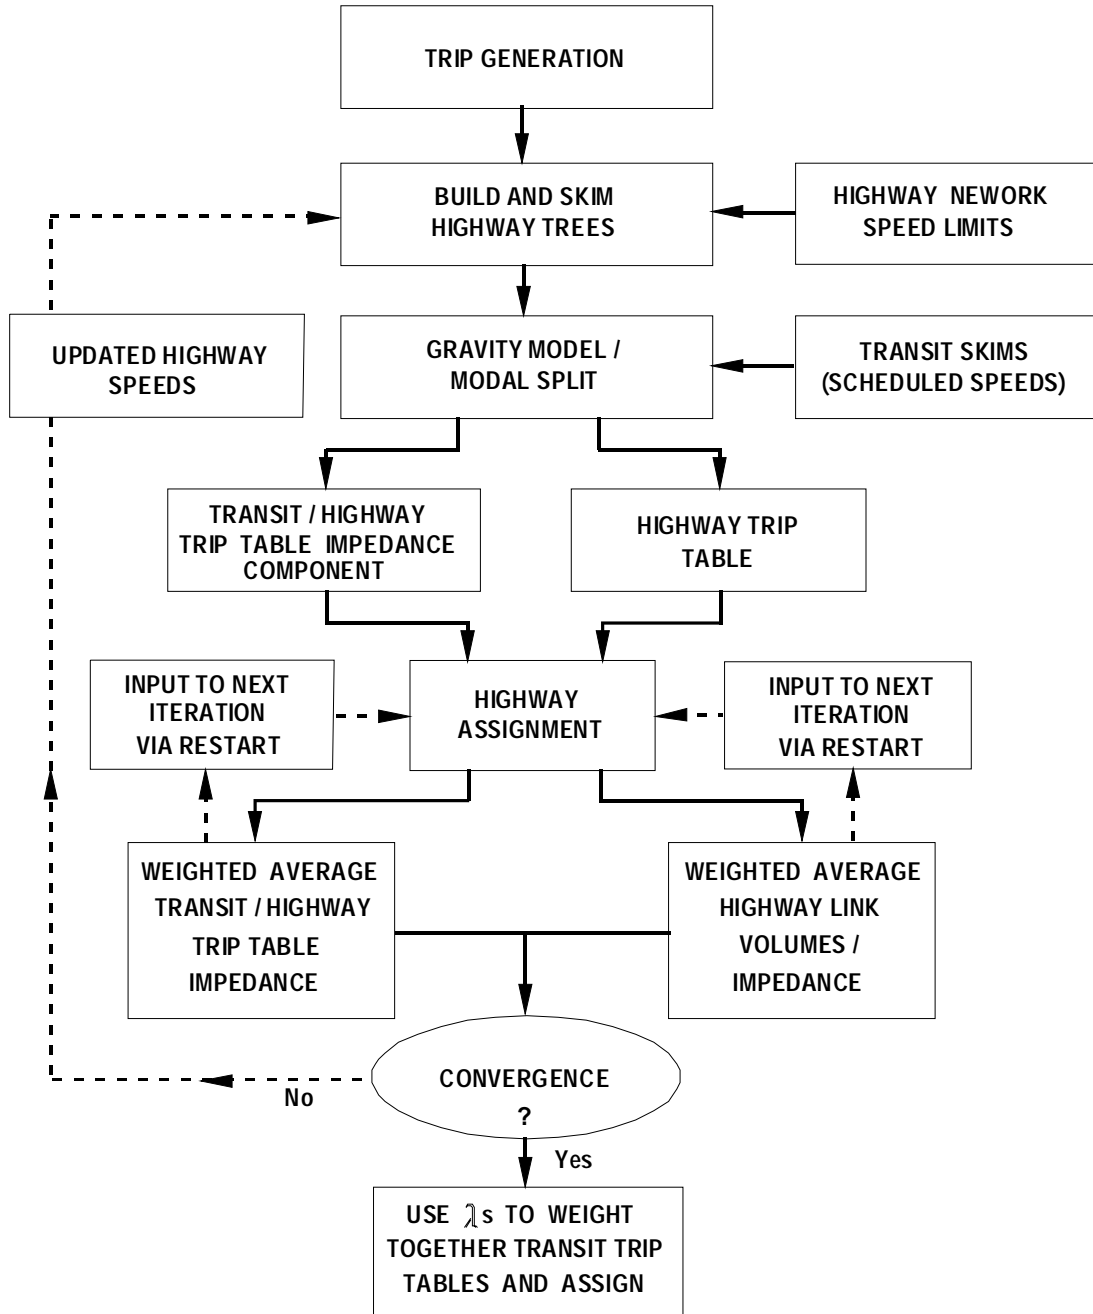 TRIP GENERATION
BUILD AND SKIM
HIGHWAY TREES
HIGHWAY NEWORK
SPEED LIMITS
UPDATED HIGHWAY
SPEEDS
GRAVITY MODEL /
MODAL SPLIT
TRANSIT SKIMS
(SCHEDULED SPEEDS)
TRANSIT / HIGHWAY
TRIP TABLE IMPEDANCE
COMPONENT
HIGHWAY TRIP
TABLE
INPUT TO NEXT
ITERATION
VIA RESTART
HIGHWAY
ASSIGNMENT
INPUT TO NEXT
ITERATION
VIA RESTART
WEIGHTED AVERAGE
TRANSIT / HIGHWAY
TRIP TABLE
IMPEDANCE
WEIGHTED AVERAGE
HIGHWAY LINK
VOLUMES /
IMPEDANCE
CONVERGENCE
?
No
Yes
USE λs TO WEIGHT
TOGETHER TRANSIT TRIP
TABLES AND ASSIGN